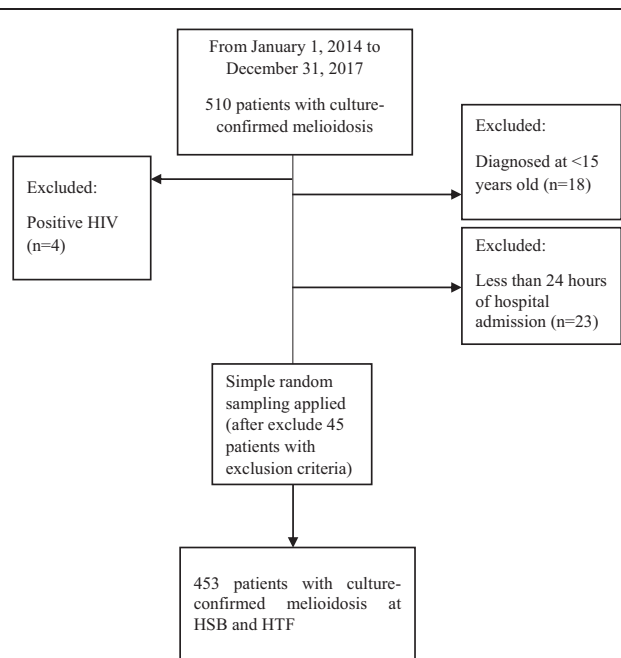 From January 1, 2014 to
December 31, 2017
510 patients with culture-
confirmed melioidosis
Excluded:
Diagnosed at <15
years old (n=18)
Excluded:
Positive HIV
(n=4)
Excluded:
Less than 24 hours
of hospital
admission (n=23)
Simple random
sampling applied
(after exclude 45
patients with
exclusion criteria)
453 patients with culture-
confirmed melioidosis at
HSB and HTF